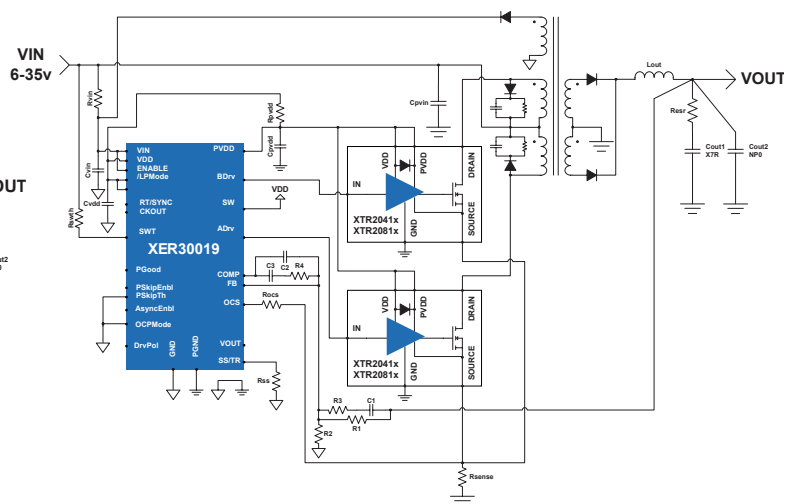 VIN
6-35v
Rvin
Cvin
Cvdd
Rswth
OUT
ut2
Rpvdd
Cpvdd
VIN
VDD
ENABLE
/LPMode
RT/SYNC
CKOUT
SWT
XER30019
PGood
PSkipEnbl
PSkipTh
AsyncEnbl
OCPMode
DrvPol
GND
PGND
PVDD
BDrv
SW
ADrv
COMP
FB
OCS
VOUT
SS/TR
VDD
C3
C2
R4
Rocs
Rss
R3
C1
R1
R2
Cpvin
VDD
PVDD
DRAIN
IN
XTR2041x
XTR2081x
GND
SOURCE
VDD
PVDD
DRAIN
IN
XTR2041x
XTR2081x
GND
SOURCE
Rsense
Lout
VOUT
Resr
Cout1
X7R
Cout2
NP0